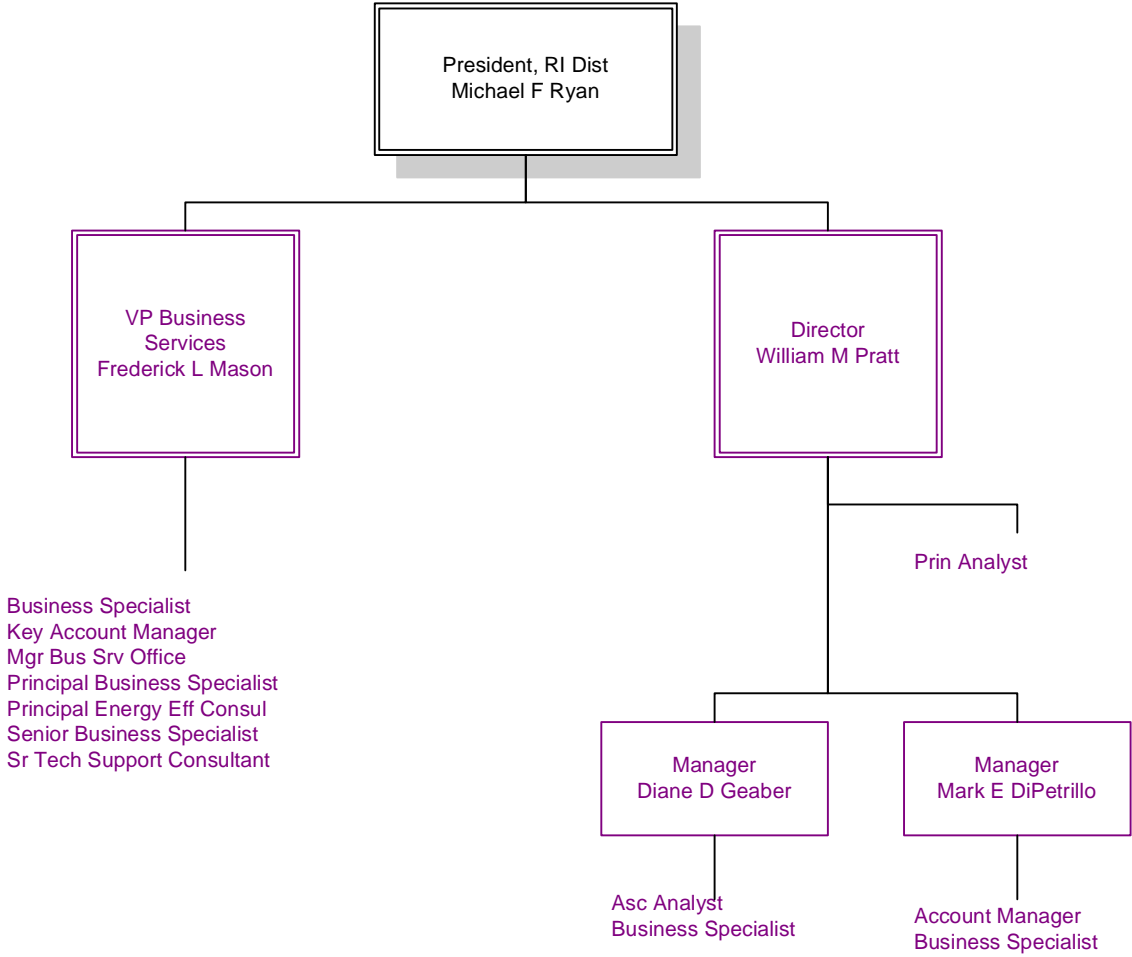 President, RI Dist
Michael F Ryan
VP Business
Services
Frederick L Mason
Director
William M Pratt
Prin Analyst
Business Specialist
Key Account Manager
Mgr Bus Srv Office
Principal Business Specialist
Principal Energy Eff Consul
Senior Business Specialist
Sr Tech Support Consultant
Manager
Diane D Geaber
Manager
Mark E DiPetrillo
Asc Analyst
Business Specialist
Account Manager
Business Specialist